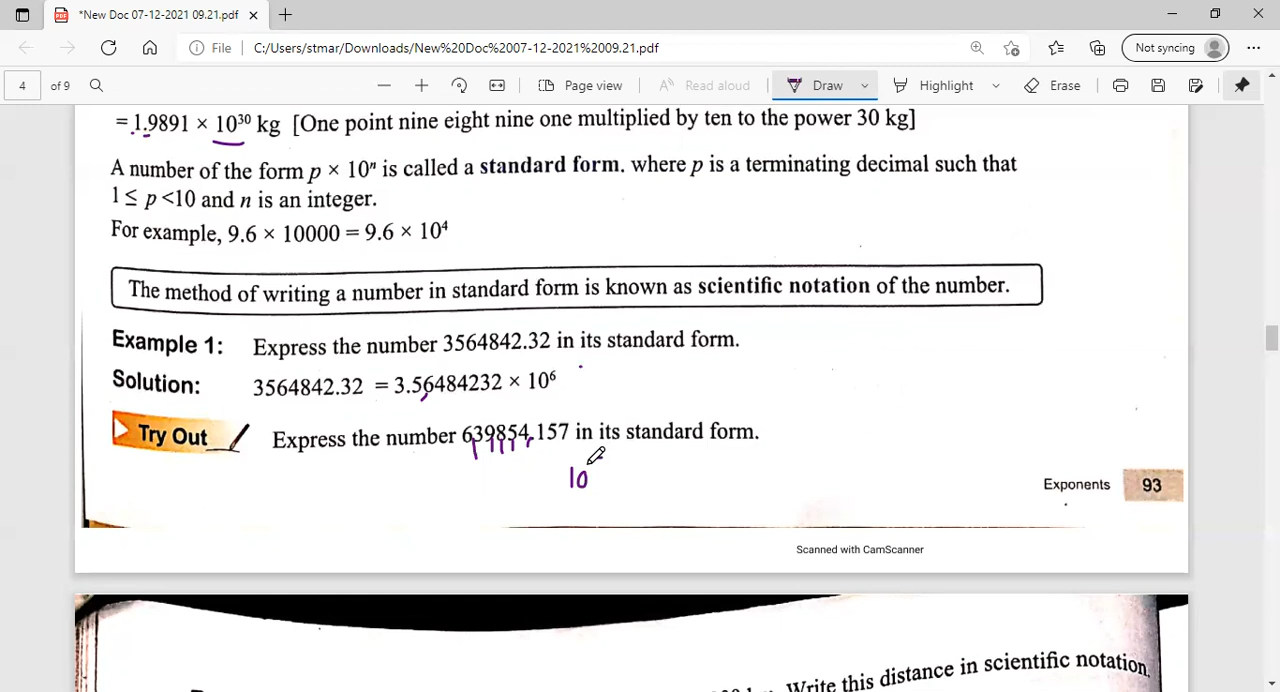 *New Doc 07-12-2021 09.21.pdf
File C:/Users/stmar/Downloads/New%20Doc%2007-12-2021%2009.21.pdf Not syncing
4 of 9 Page view Read aloud Draw Highlight Erase
= 1.9891 × 10³⁰ kg [One point nine eight nine one multiplied by ten to the power 30 kg]
A number of the form p × 10ⁿ is called a standard form. where p is a terminating decimal such that
1 ≤ p <10 and n is an integer.
For example, 9.6 × 10000 = 9.6 × 10⁴
The method of writing a number in standard form is known as scientific notation of the number.
Example 1: Express the number 3564842.32 in its standard form.
Solution: 3564842.32 = 3.56484232 × 10⁶
Try Out Express the number 639854.157 in its standard form.
10
Exponents 93
Scanned with CamScanner
Write this distance in scientific notation.